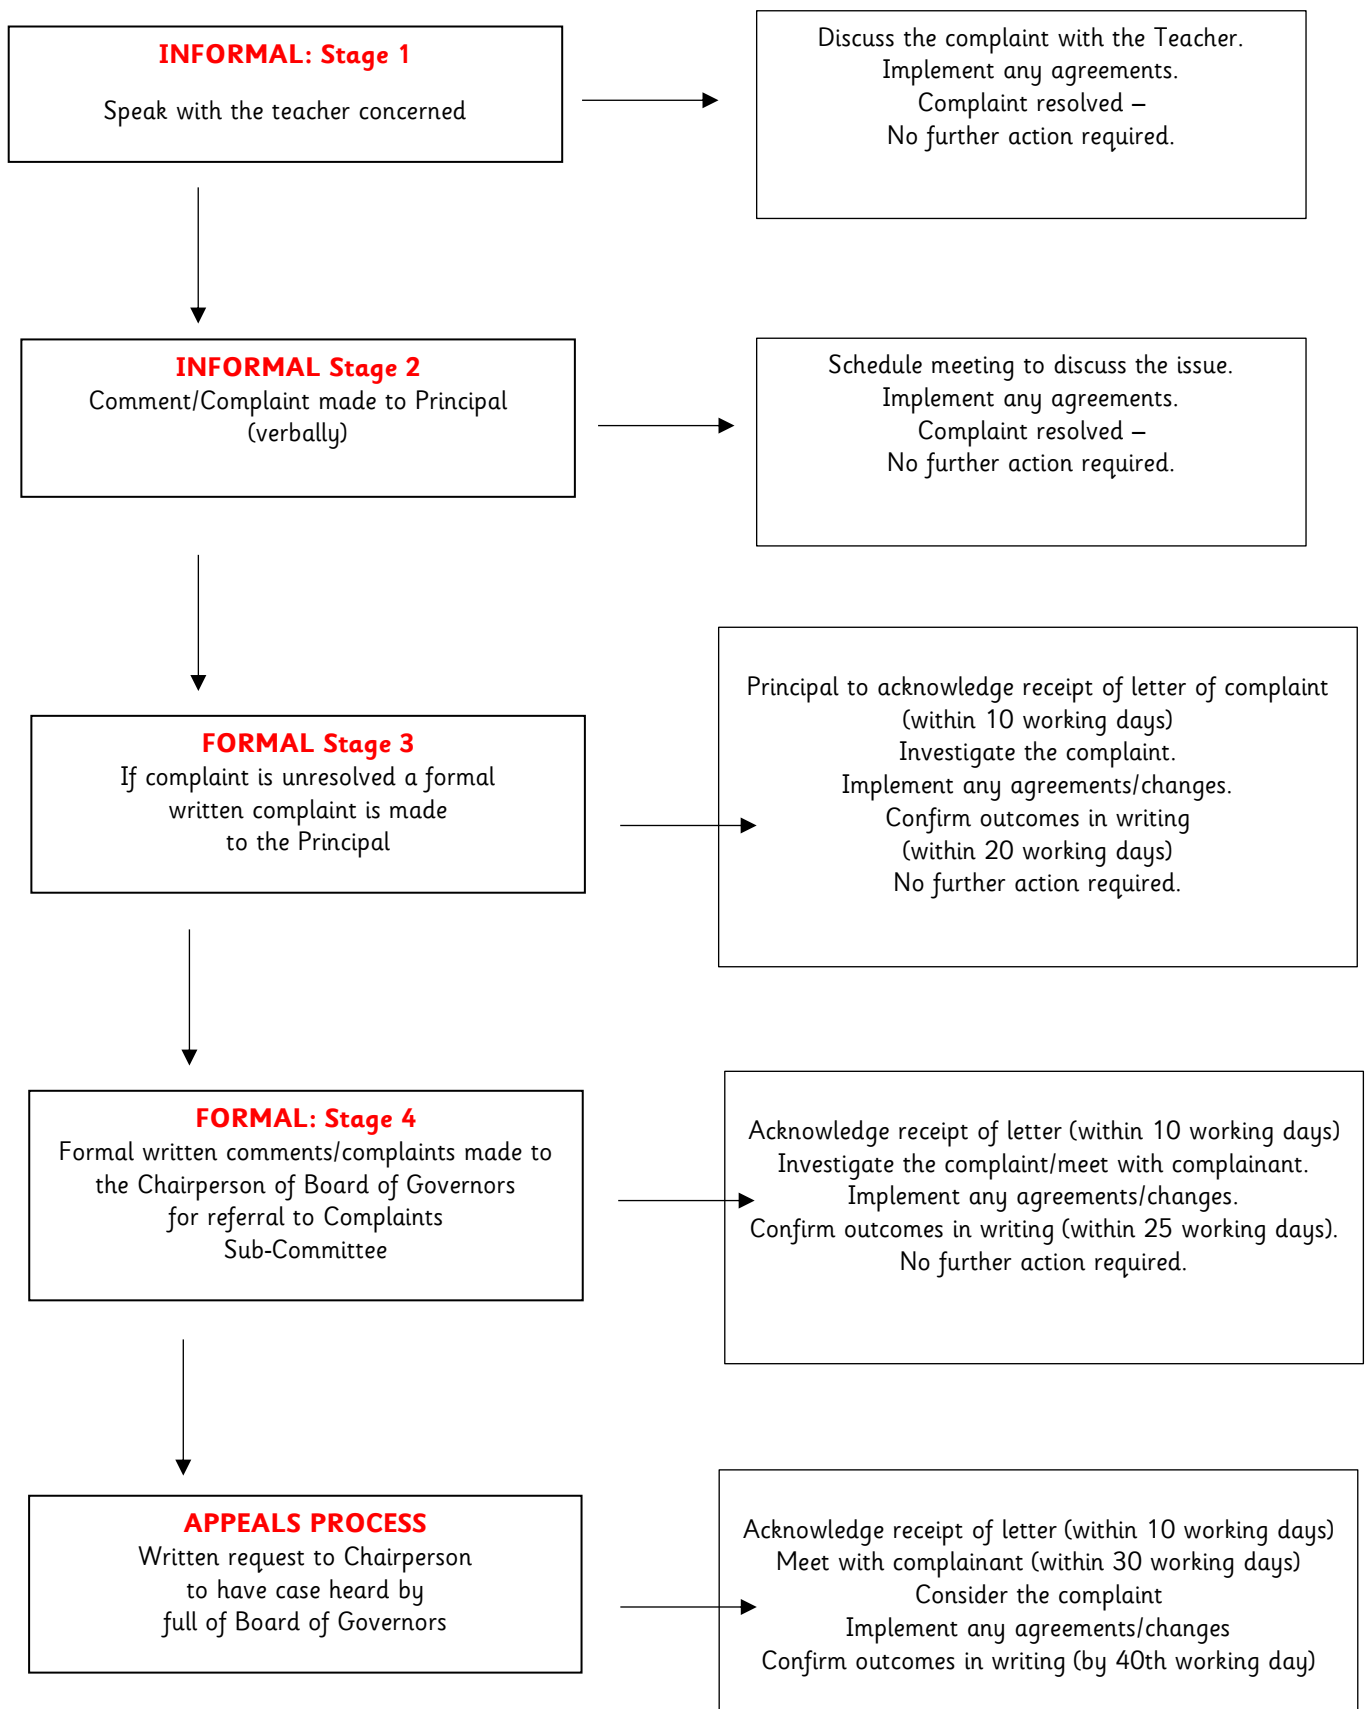 INFORMAL: Stage 1
Speak with the teacher concerned
Discuss the complaint with the Teacher.
Implement any agreements.
Complaint resolved –
No further action required.
INFORMAL Stage 2
Comment/Complaint made to Principal
(verbally)
Schedule meeting to discuss the issue.
Implement any agreements.
Complaint resolved –
No further action required.
FORMAL Stage 3
If complaint is unresolved a formal
written complaint is made
to the Principal
Principal to acknowledge receipt of letter of complaint
(within 10 working days)
Investigate the complaint.
Implement any agreements/changes.
Confirm outcomes in writing
(within 20 working days)
No further action required.
FORMAL: Stage 4
Formal written comments/complaints made to
the Chairperson of Board of Governors
for referral to Complaints
Sub-Committee
Acknowledge receipt of letter (within 10 working days)
Investigate the complaint/meet with complainant.
Implement any agreements/changes.
Confirm outcomes in writing (within 25 working days).
No further action required.
APPEALS PROCESS
Written request to Chairperson
to have case heard by
full of Board of Governors
Acknowledge receipt of letter (within 10 working days)
Meet with complainant (within 30 working days)
Consider the complaint
Implement any agreements/changes
Confirm outcomes in writing (by 40th working day)